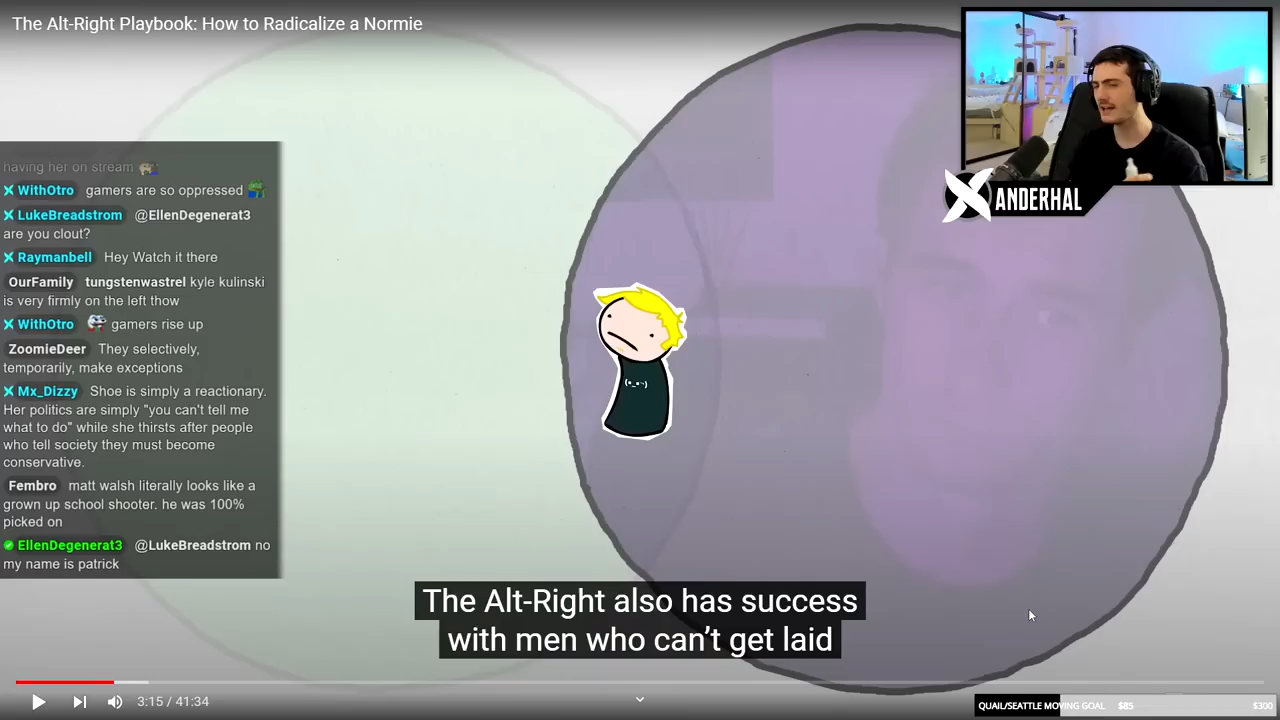 The Alt-Right Playbook: How to Radicalize a Normie
having her on stream
WithOtro gamers are so oppressed
LukeBreadstrom @EllenDegenerat3
are you clout?
Raymanbell Hey Watch it there
OurFamily tungstenwastrel kyle kulinski
is very firmly on the left thow
WithOtro gamers rise up
ZoomieDeer They selectively,
temporarily, make exceptions
Mx_Dizzy Shoe is simply a reactionary.
Her politics are simply "you can't tell me
what to do" while she thirsts after people
who tell society they must become
conservative.
Fembro matt walsh literally looks like a
grown up school shooter. he was 100%
picked on
EllenDegenerat3 @LukeBreadstrom no
my name is patrick
XANDERHAL
The Alt-Right also has success
with men who can't get laid
3:15 / 41:34
QUAIL/SEATTLE MOVING GOAL $85 $300